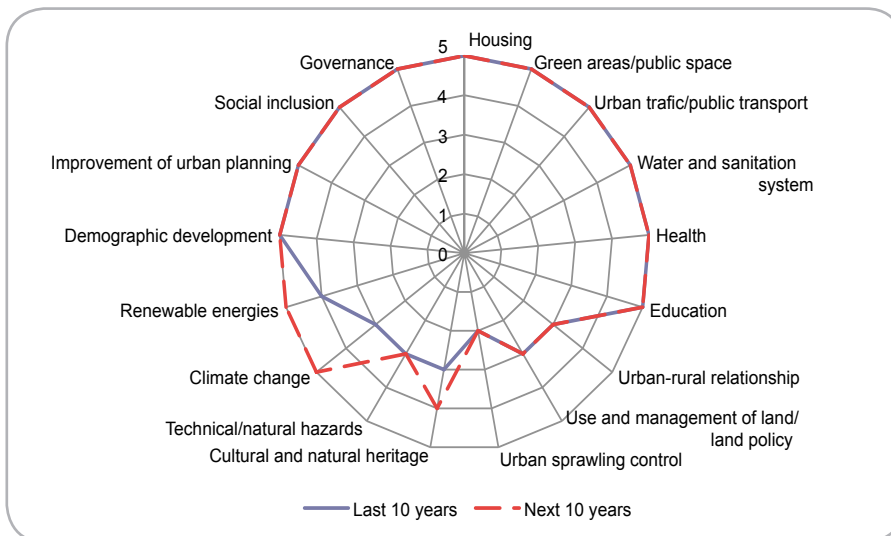 Housing
Green areas/public space
Urban trafic/public transport
Water and sanitation
system
Health
Education
Urban-rural relationship
Use and management of land/
land policy
Urban sprawling control
Cultural and natural heritage
Technical/natural hazards
Climate change
Renewable energies
Demographic development
Improvement of urban planning
Social inclusion
Governance
5
4
3
2
1
0
Last 10 years
Next 10 years